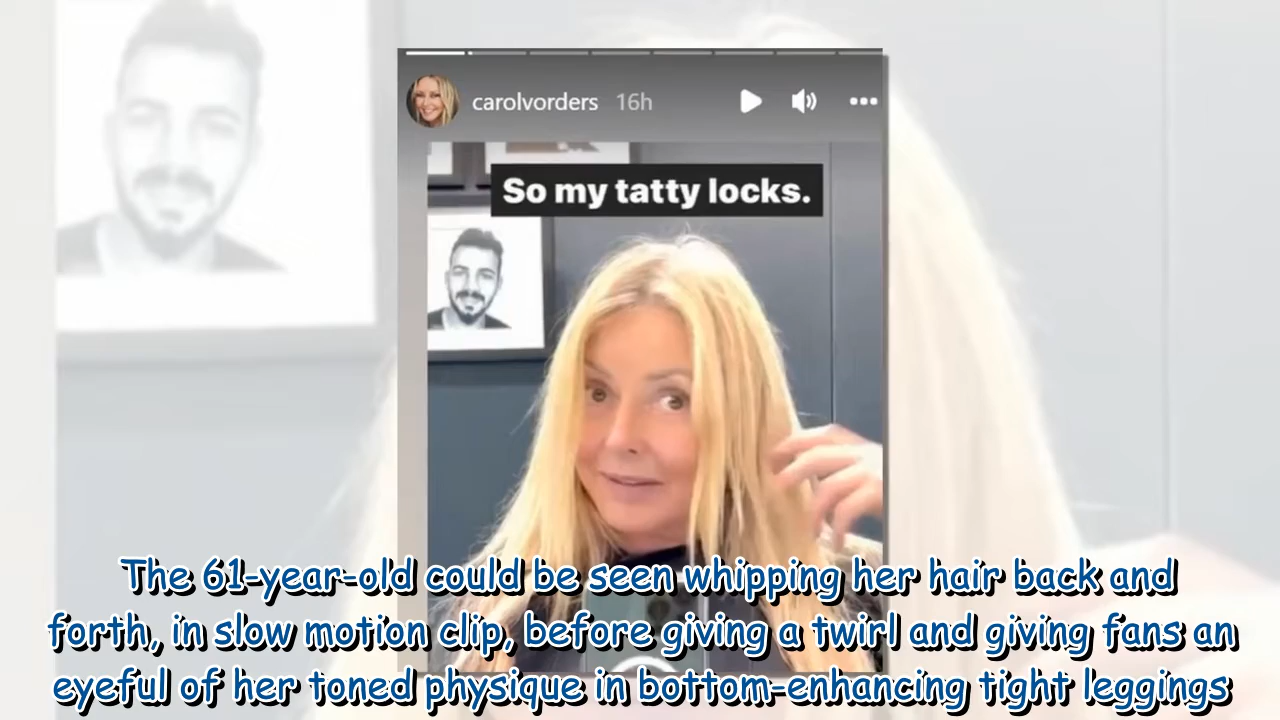 carolvorders 16h
So my tatty locks.
The 61-year-old could be seen whipping her hair back and
forth, in slow motion clip, before giving a twirl and giving fans an
eyeful of her toned physique in bottom-enhancing tight leggings